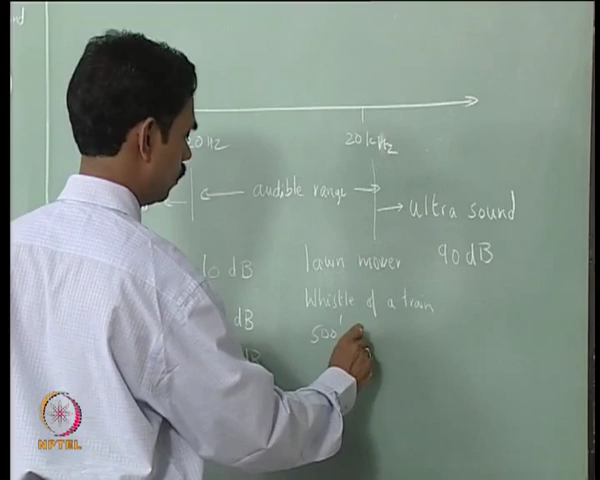 20 Hz 20 kHz
audible range
ultra sound
10 dB lawn mower 90 dB
Whistle of a train
dB 500'
dB
NPTEL